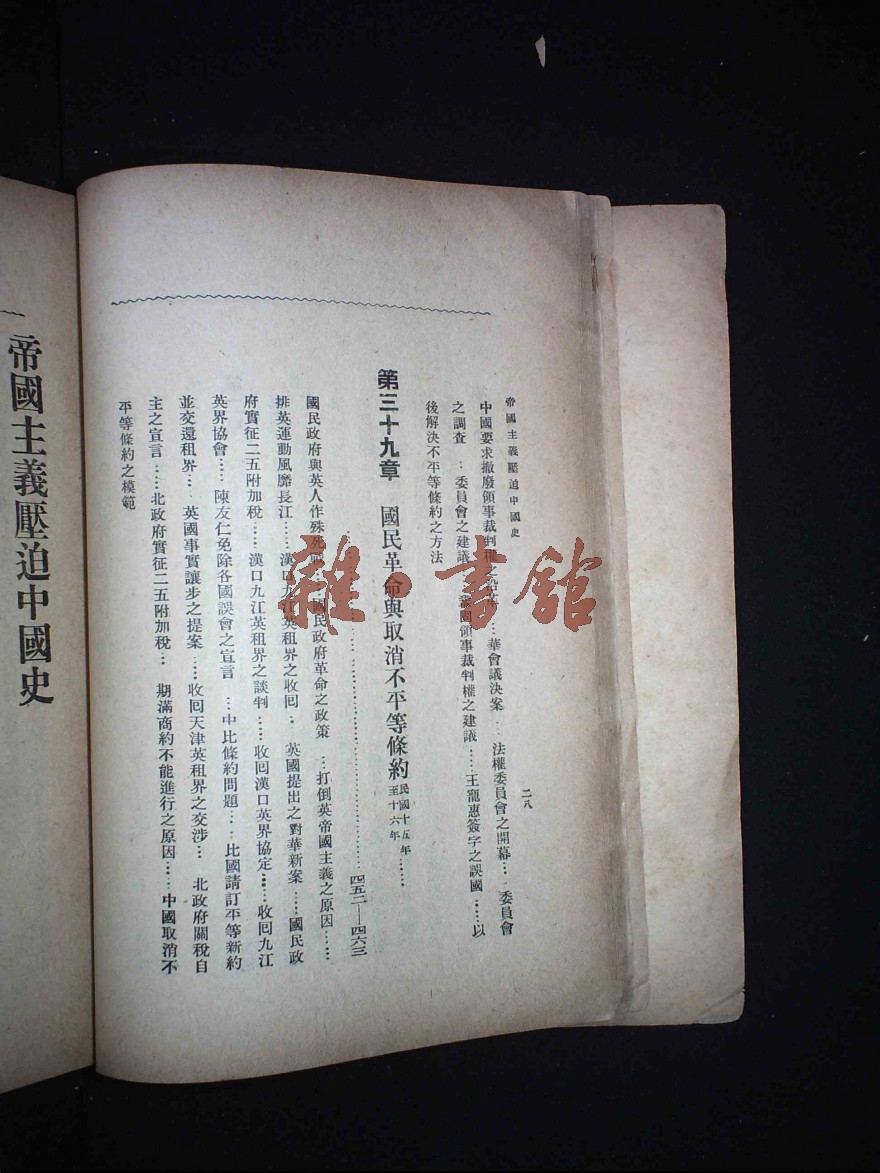 帝國主義壓迫中國史
二八
中國要求撤廢領事裁判權之……華會議決案……法權委員會之開幕……委員會
之調查……委員會之建議……領事裁判權之建議……王寵惠簽字之誤國……以
後解決不平等條約之方法
第三十九章 國民革命與取消不平等條約 民國十五年至十六年……
……四五二—四六三
國民政府與英人作殊死戰……國民政府革命之政策……打倒英帝國主義之原因……
排英運動風靡長江……漢口九江英租界之收回……英國提出之對華新案……國民政
府實征二五附加稅……漢口九江英租界之談判……收回漢口英界協定……收回九江
英界協會……陳友仁免除各國誤會之宣言……中比條約問題……比國請訂平等新約
並交還租界……英國事實讓步之提案……收回天津英租界之交涉……北政府關稅自
主之宣言……北政府實征二五附加稅……期滿商約不能進行之原因……中國取消不
平等條約之模範
帝國主義壓迫中國史
雜·書館